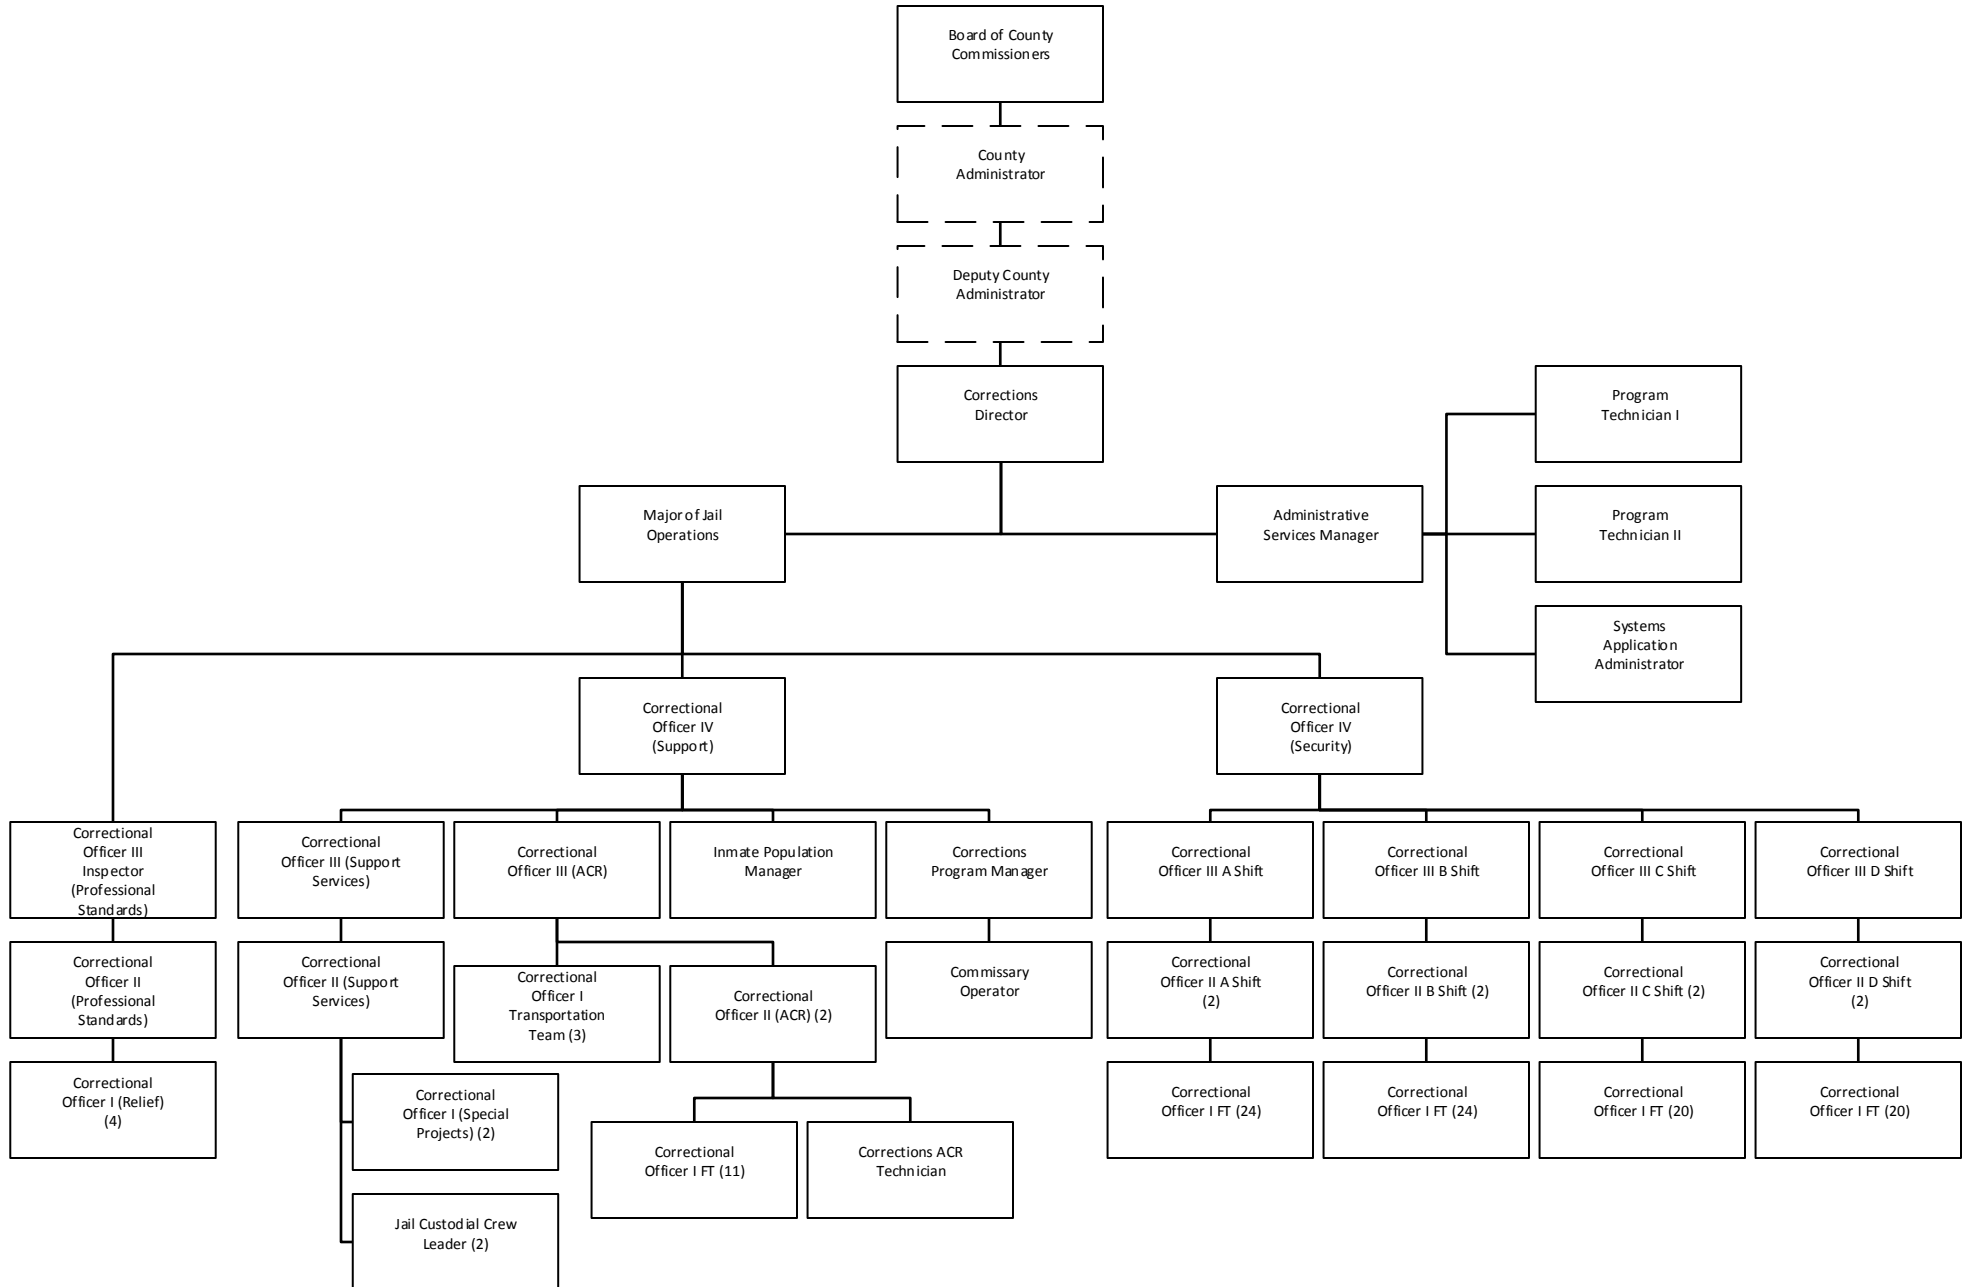 Board of County
Commissioners
County
Administrator
Deputy County
Administrator
Corrections
Director
Program
Technician I
Major of Jail
Operations
Administrative
Services Manager
Program
Technician II
Systems
Application
Administrator
Correctional
Officer IV
(Support)
Correctional
Officer IV
(Security)
Correctional
Officer III
Inspector
(Professional
Standards)
Correctional
Officer III (Support
Services)
Correctional
Officer III (ACR)
Inmate Population
Manager
Corrections
Program Manager
Correctional
Officer III A Shift
Correctional
Officer III B Shift
Correctional
Officer III C Shift
Correctional
Officer III D Shift
Correctional
Officer II
(Professional
Standards)
Correctional
Officer II (Support
Services)
Correctional
Officer I
Transportation
Team (3)
Correctional
Officer II (ACR) (2)
Commissary
Operator
Correctional
Officer II A Shift
(2)
Correctional
Officer II B Shift (2)
Correctional
Officer II C Shift (2)
Correctional
Officer II D Shift
(2)
Correctional
Officer I (Relief)
(4)
Correctional
Officer I (Special
Projects) (2)
Correctional
Officer I FT (11)
Corrections ACR
Technician
Correctional
Officer I FT (24)
Correctional
Officer I FT (24)
Correctional
Officer I FT (20)
Correctional
Officer I FT (20)
Jail Custodial Crew
Leader (2)